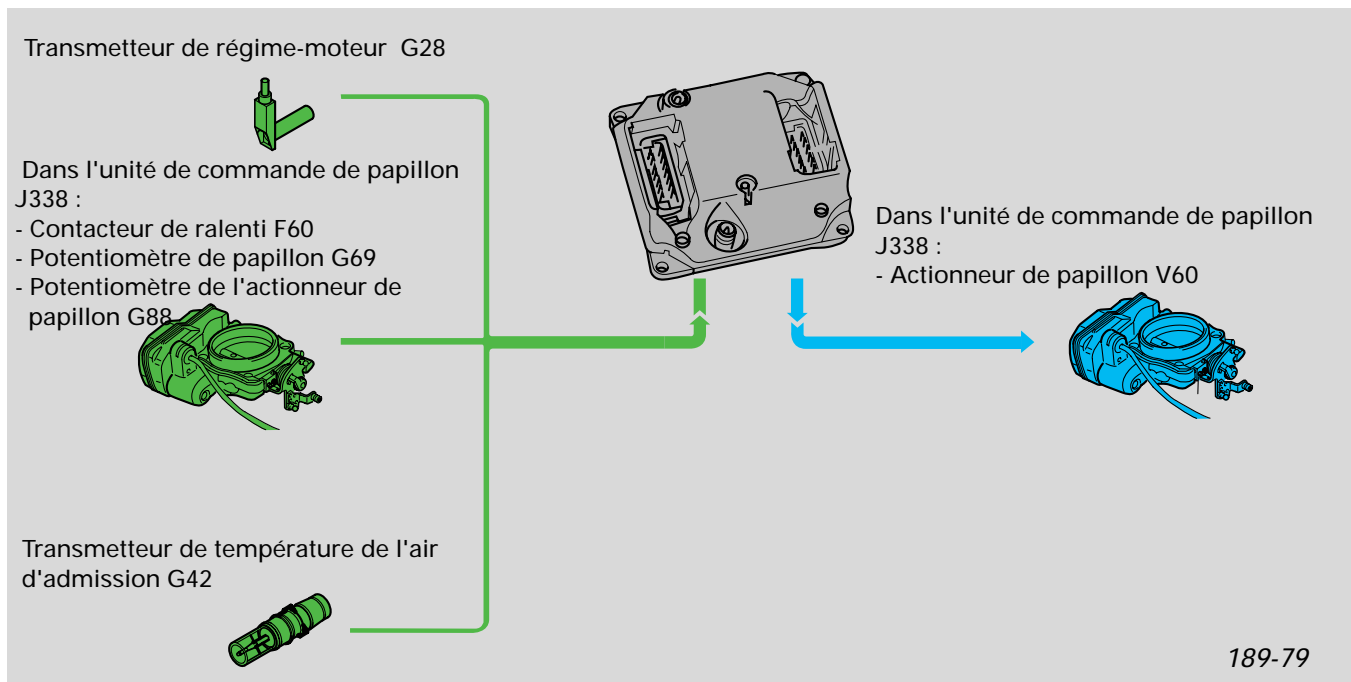 Transmetteur de régime-moteur G28
Dans l'unité de commande de papillon
J338 :
- Contacteur de ralenti F60
- Potentiomètre de papillon G69
- Potentiomètre de l'actionneur de
papillon G88
Dans l'unité de commande de papillon
J338 :
- Actionneur de papillon V60
Transmetteur de température de l'air
d'admission G42
189-79